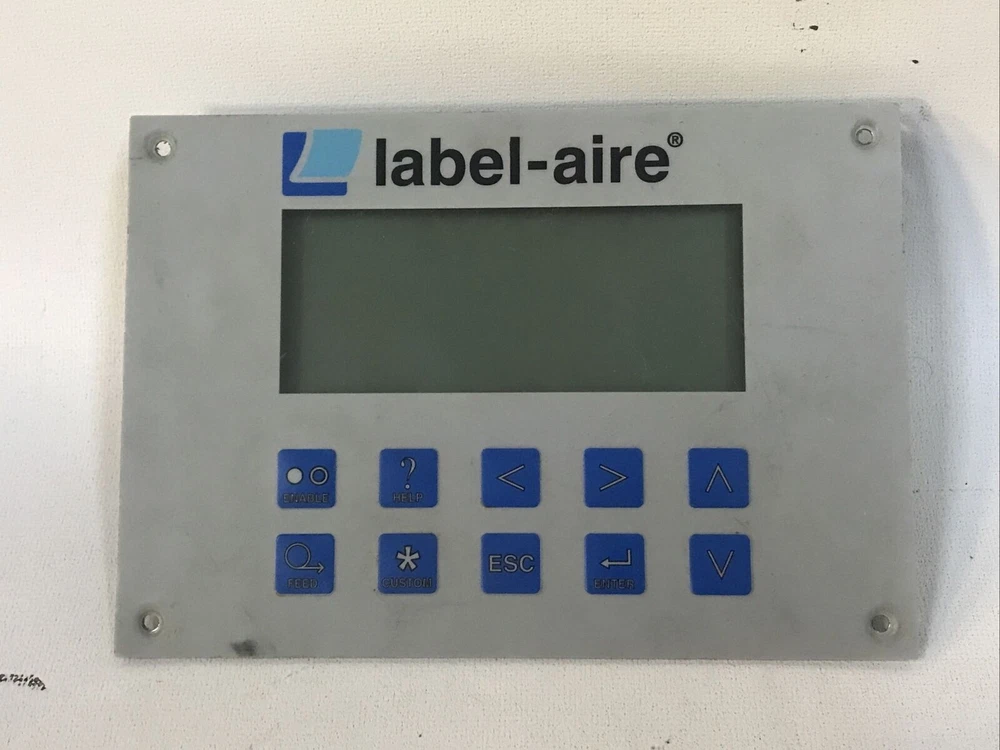 label-aire®
ENABLE
? HELP
<
>
FEED
* CUSTOM
ESC
ENTER